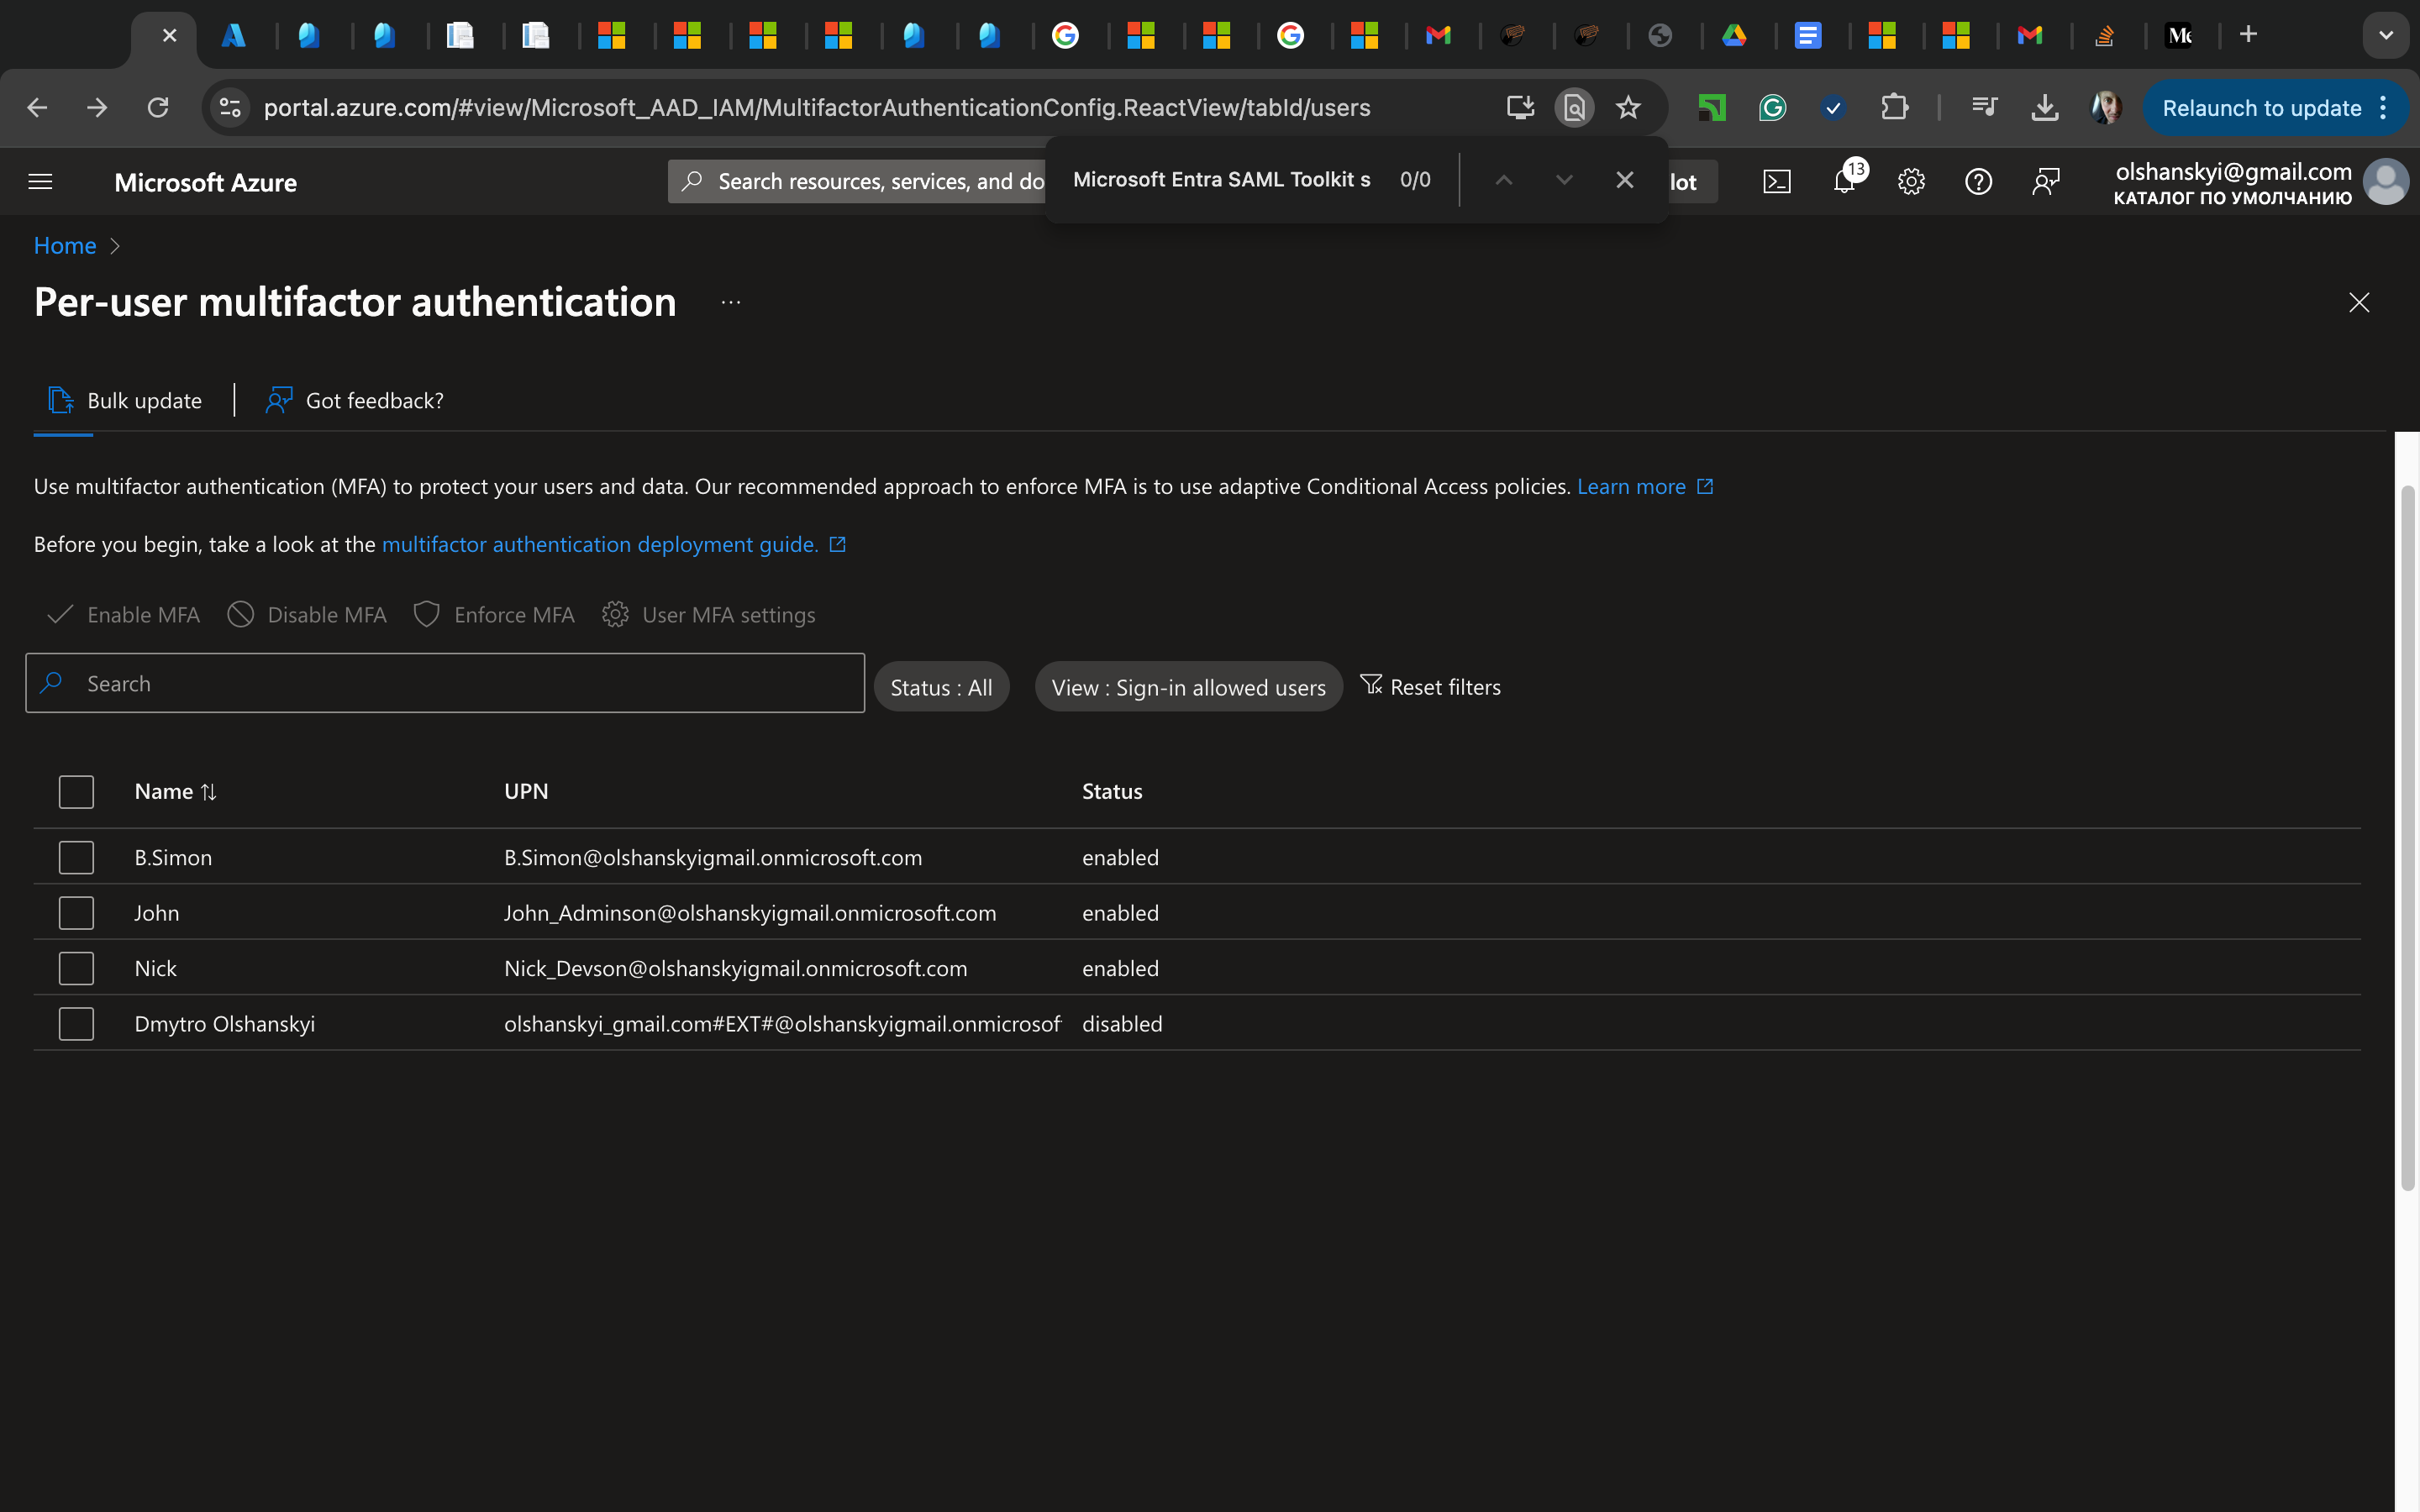 portal.azure.com/#view/Microsoft_AAD_IAM/MultifactorAuthenticationConfig.ReactView/tabId/users
Relaunch to update
Microsoft Azure
Search resources, services, and do
Microsoft Entra SAML Toolkit s 0/0
lot
13
olshanskyi@gmail.com
КАТАЛОГ ПО УМОЛЧАНИЮ
Home
Per-user multifactor authentication
Bulk update
Got feedback?
Use multifactor authentication (MFA) to protect your users and data. Our recommended approach to enforce MFA is to use adaptive Conditional Access policies. Learn more
Before you begin, take a look at the multifactor authentication deployment guide.
Enable MFA Disable MFA Enforce MFA User MFA settings
Search
Status : All
View : Sign-in allowed users
Reset filters
Name UPN Status
B.Simon B.Simon@olshanskyigmail.onmicrosoft.com enabled
John John_Adminson@olshanskyigmail.onmicrosoft.com enabled
Nick Nick_Devson@olshanskyigmail.onmicrosoft.com enabled
Dmytro Olshanskyi olshanskyi_gmail.com#EXT#@olshanskyigmail.onmicrosof disabled